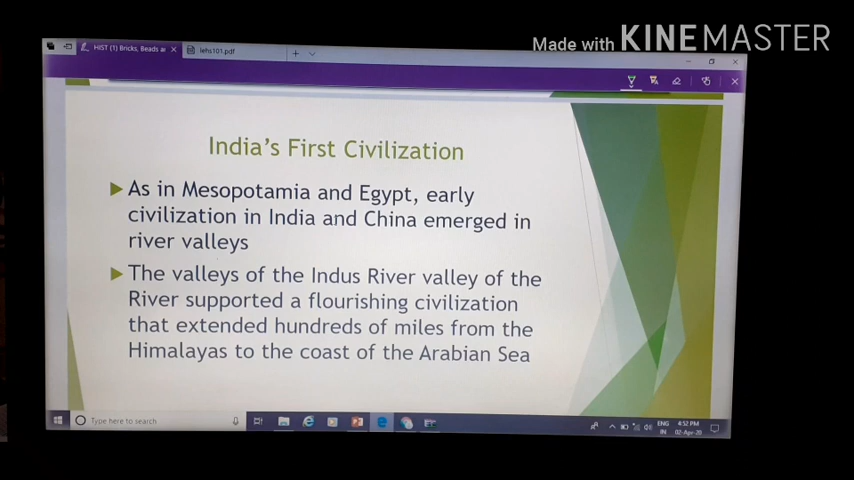 Made with KINEMASTER
HIST (1) Bricks, Beads a
lehs101.pdf
India's First Civilization
As in Mesopotamia and Egypt, early
civilization in India and China emerged in
river valleys
The valleys of the Indus River valley of the
River supported a flourishing civilization
that extended hundreds of miles from the
Himalayas to the coast of the Arabian Sea
Type here to search
ENG
IN
4:52 PM
02-Apr-20